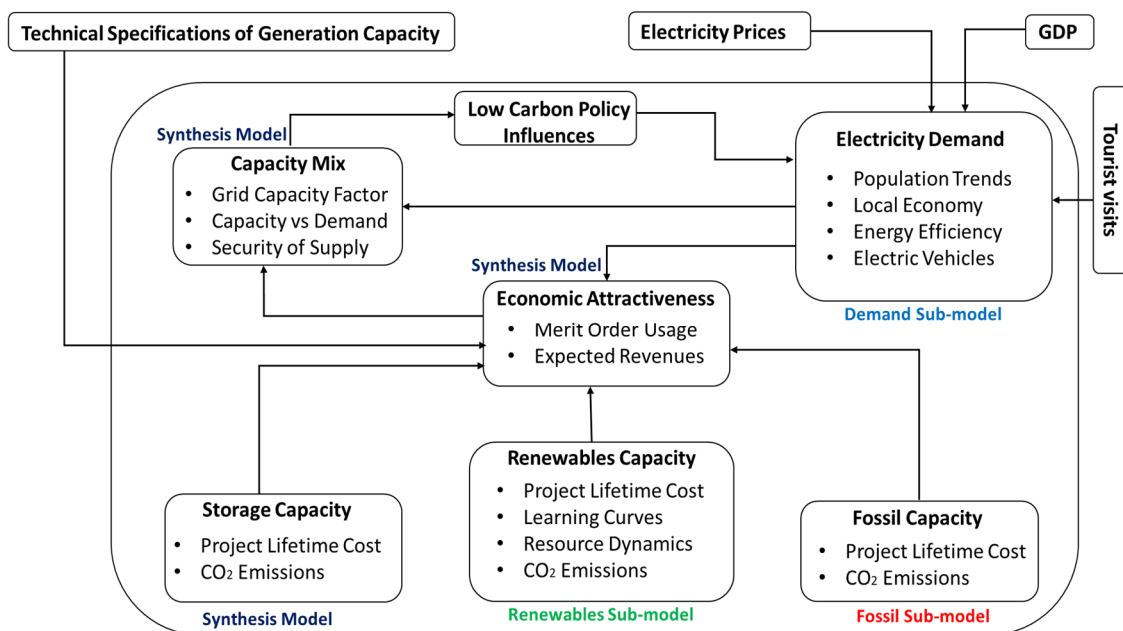 Technical Specifications of Generation Capacity
Electricity Prices
GDP
Tourist visits
Low Carbon Policy
Influences
Synthesis Model
Capacity Mix
• Grid Capacity Factor
• Capacity vs Demand
• Security of Supply
Electricity Demand
• Population Trends
• Local Economy
• Energy Efficiency
• Electric Vehicles
Demand Sub-model
Synthesis Model
Economic Attractiveness
• Merit Order Usage
• Expected Revenues
Storage Capacity
• Project Lifetime Cost
• CO₂ Emissions
Synthesis Model
Renewables Capacity
• Project Lifetime Cost
• Learning Curves
• Resource Dynamics
• CO₂ Emissions
Renewables Sub-model
Fossil Capacity
• Project Lifetime Cost
• CO₂ Emissions
Fossil Sub-model